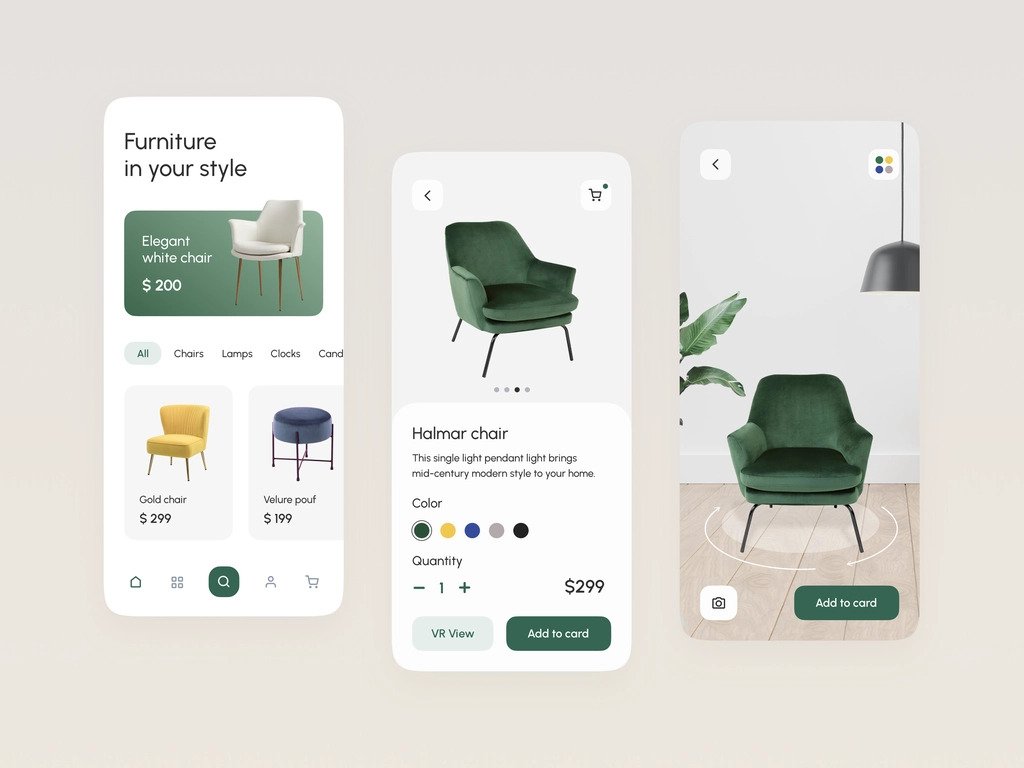 Furniture
in your style
Elegant
white chair
$ 200
All Chairs Lamps Clocks Cand
Gold chair
$ 299
Velure pouf
$ 199
Halmar chair
This single light pendant light brings
mid-century modern style to your home.
Color
Quantity
1
$299
VR View
Add to card
Add to card